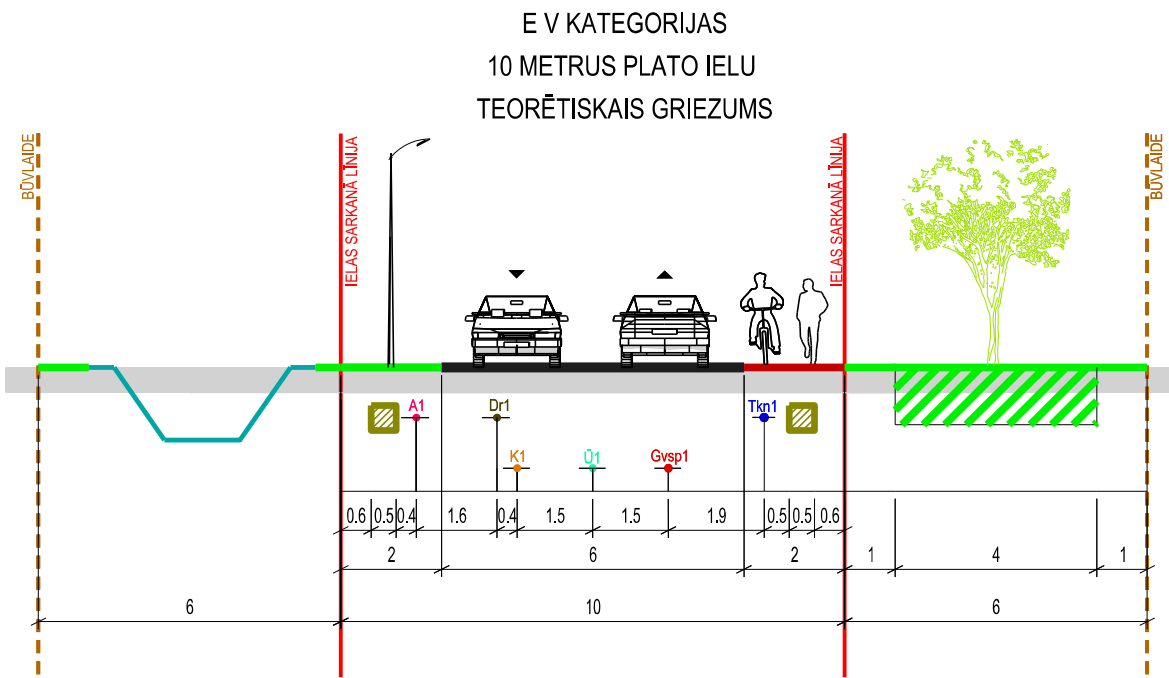 E V KATEGORIJAS
10 METRUS PLATO IELU
TEORĒTISKAIS GRIEZUMS
BŪVLAIDE
IELAS SARKANĀ LĪNIJA
IELAS SARKANĀ LĪNIJA
BŪVLAIDE
A1
Dr1
Tkn1
K1
Ū1
Gvsp1
0.6 0.5 0.4 1.6 0.4 1.5 1.5 1.9 0.5 0.5 0.6
2 6 2 1 4 1
6 10 6